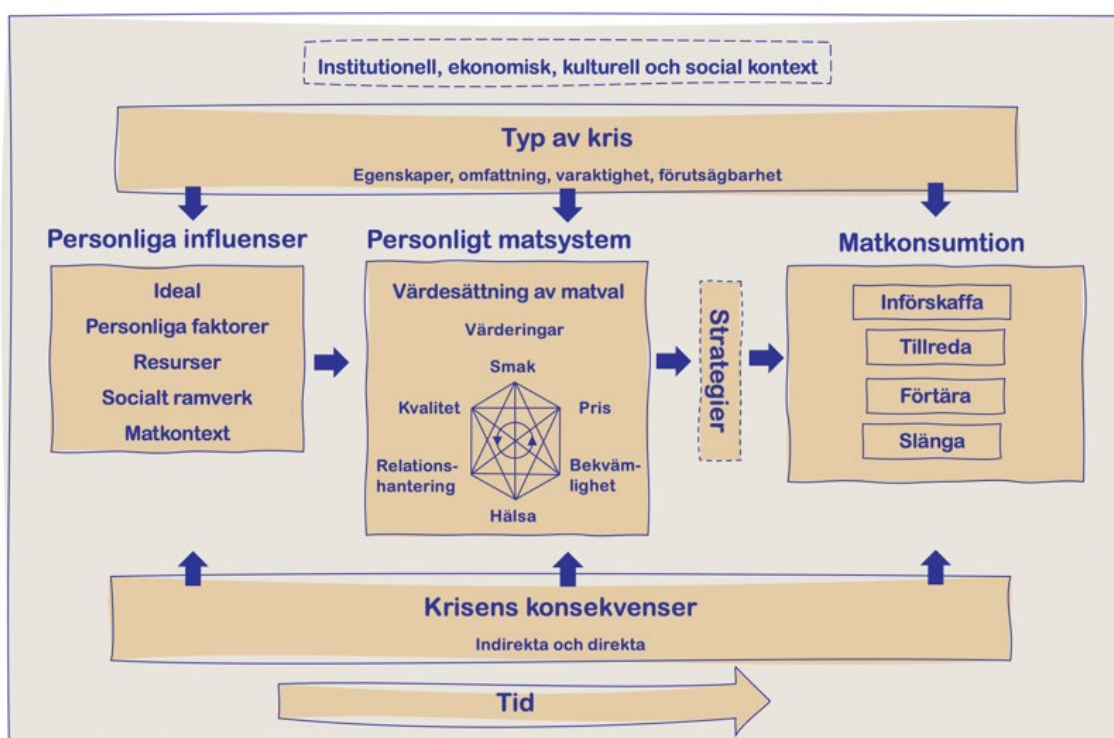 Institutionell, ekonomisk, kulturell och social kontext
Typ av kris
Egenskaper, omfattning, varaktighet, förutsägbarhet
Personliga influenser
Ideal
Personliga faktorer
Resurser
Socialt ramverk
Matkontext
Personligt matsystem
Värdesättning av matval
Värderingar
Smak
Kvalitet
Pris
Relations-
hantering
Bekväm-
lighet
Hälsa
Strategier
Matkonsumtion
Införskaffa
Tillreda
Förtära
Slänga
Krisens konsekvenser
Indirekta och direkta
Tid